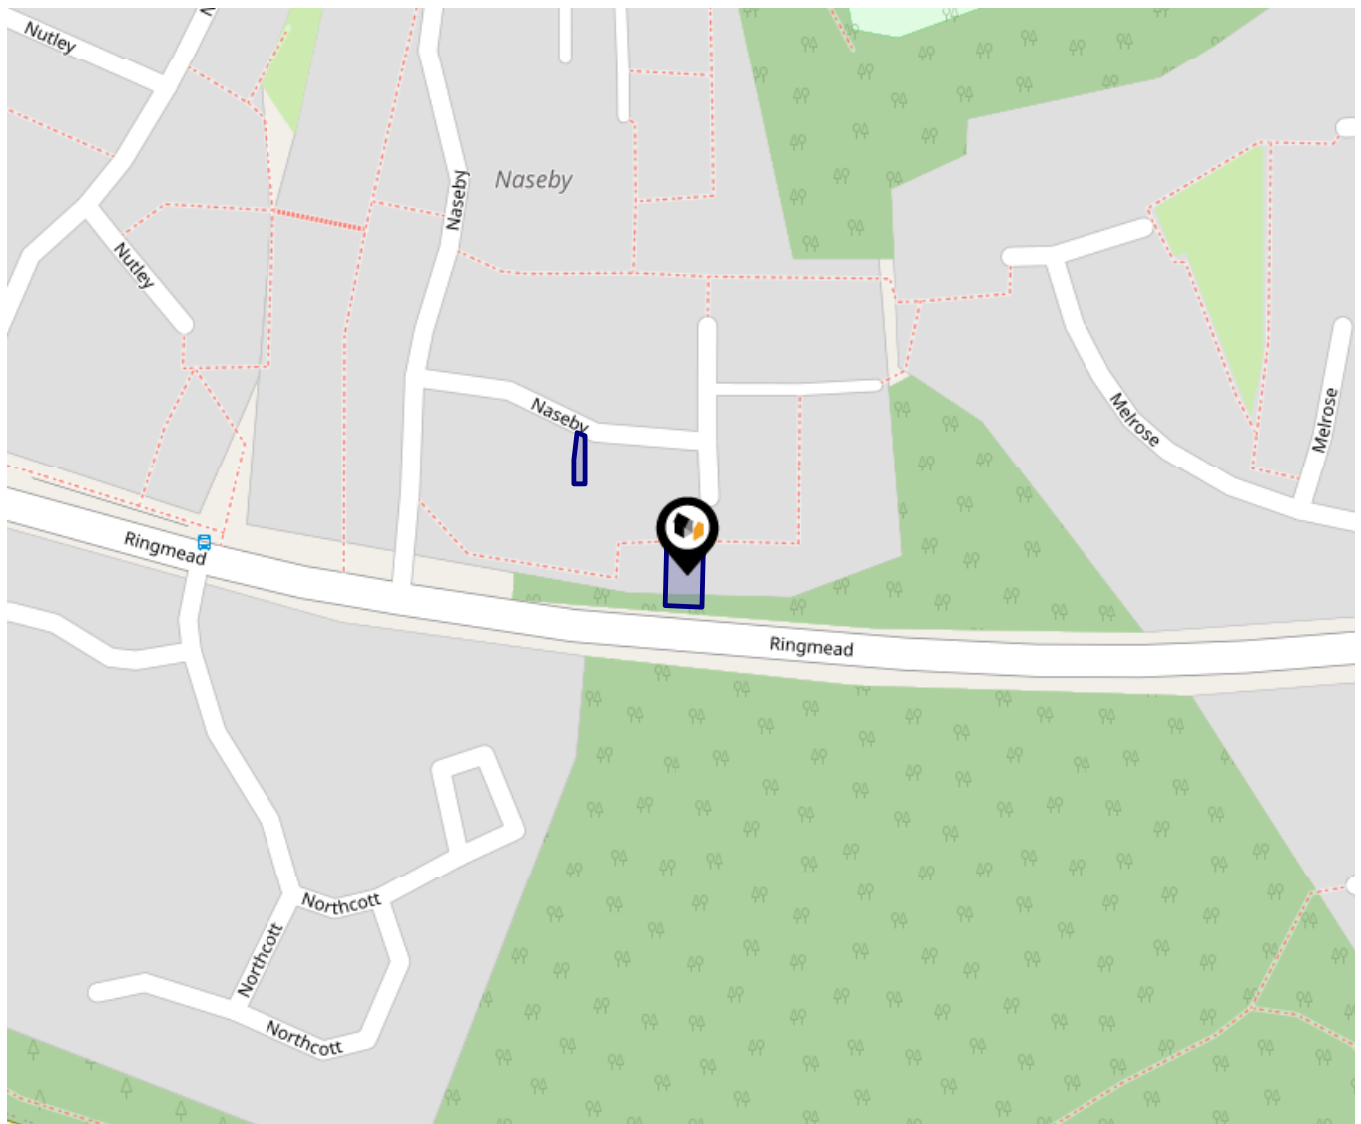 Nutley
N
Naseby
Naseby
Nutley
Naseby
Melrose
Melrose
Ringmead
Ringmead
Northcott
Northcott
Northcott